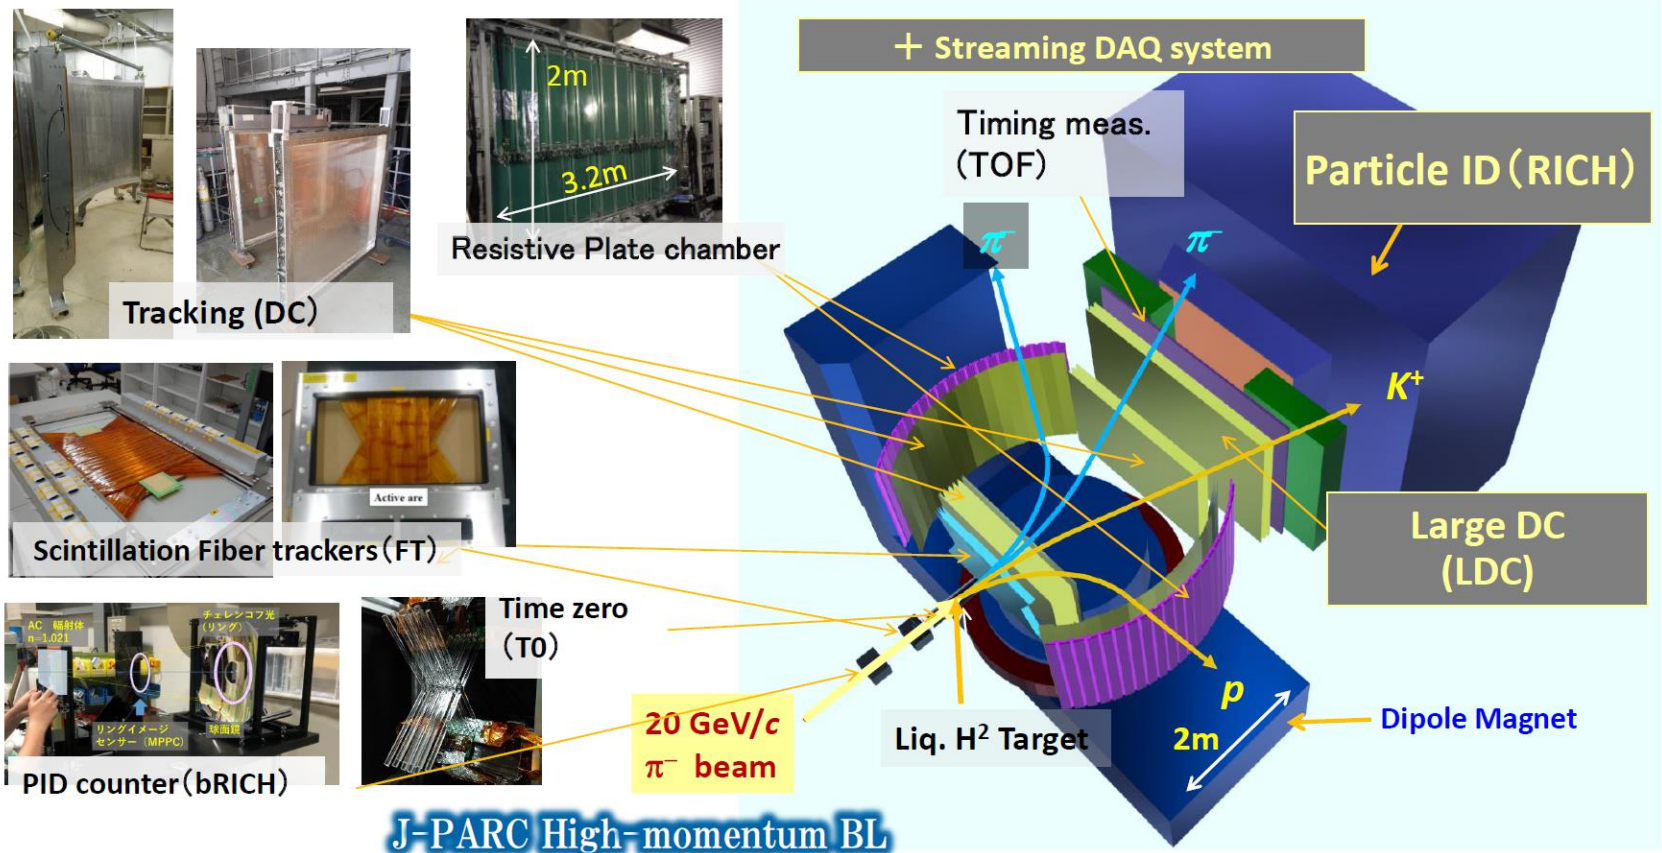 + Streaming DAQ system
2m
3.2m
Timing meas.
(TOF)
Particle ID(RICH)
Resistive Plate chamber
π⁻
π⁻
Tracking (DC)
K⁺
Active are
Large DC
(LDC)
Scintillation Fiber trackers(FT)
Time zero
(T0)
AC 輻射体
n=1.021
チェレンコフ光
(リング)
リングイメージ
センサー(MPPC)
球面鏡
PID counter(bRICH)
20 GeV/c
π⁻ beam
Liq. H² Target
p
2m
Dipole Magnet
J-PARC High-momentum BL